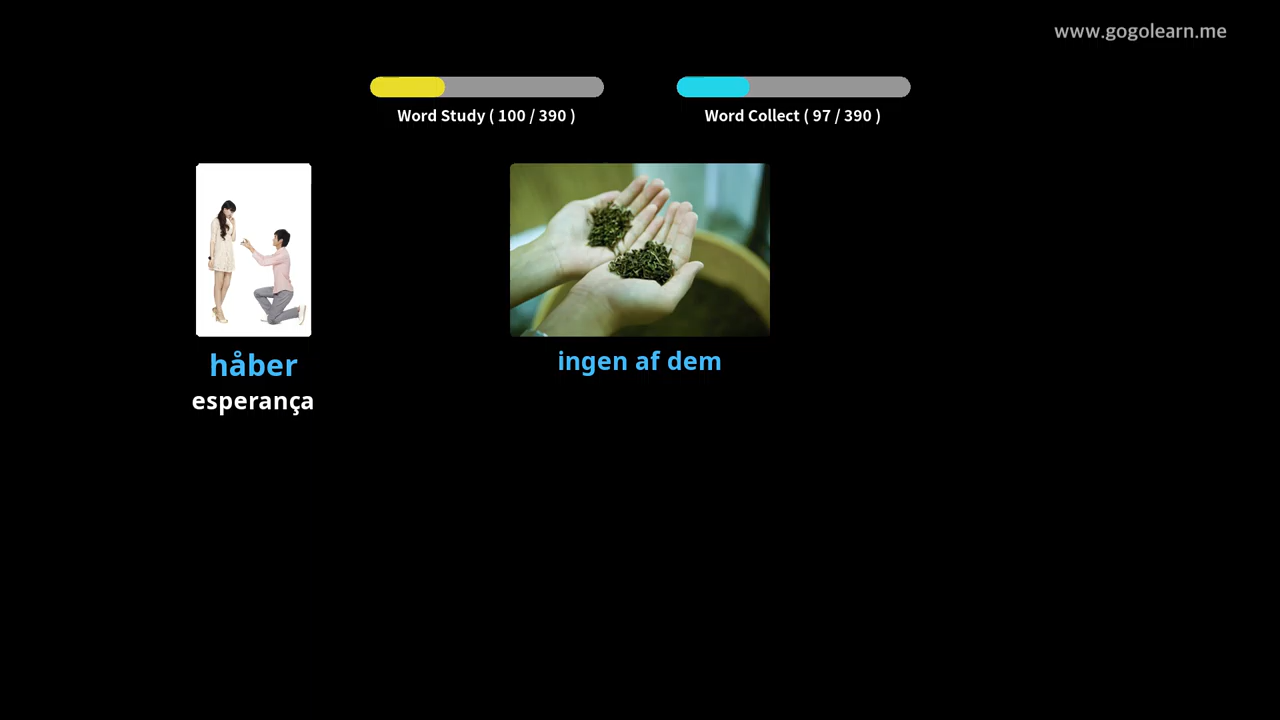 www.gogolearn.me
Word Study ( 100 / 390 )
Word Collect ( 97 / 390 )
håber
esperança
ingen af dem